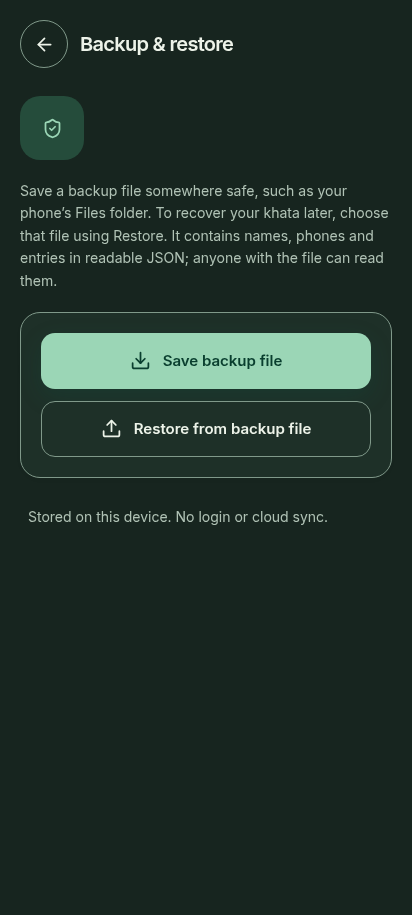 Backup & restore
Save a backup file somewhere safe, such as your
phone’s Files folder. To recover your khata later, choose
that file using Restore. It contains names, phones and
entries in readable JSON; anyone with the file can read
them.
Save backup file
Restore from backup file
Stored on this device. No login or cloud sync.